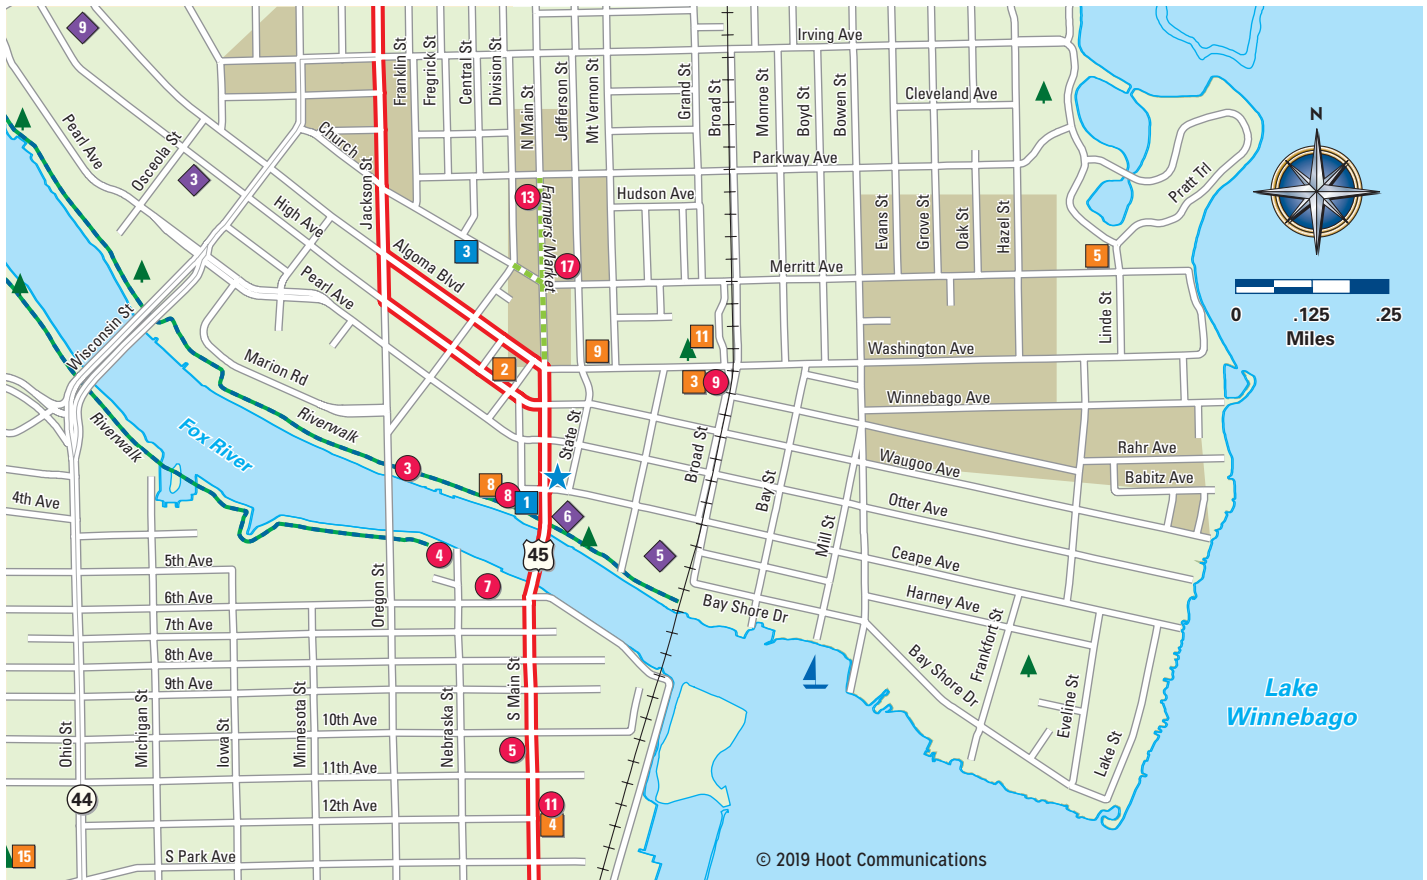 9
Irving Ave
Franklin St
Fregrick St
Central St
Division St
N Main St
Jefferson St
Mt Vernon St
Grand St
Broad St
Monroe St
Boyd St
Bowen St
Cleveland Ave
Pearl Ave
Osceola St
Church
Jackson St
Parkway Ave
Pratt Trl
N
3
13
Hudson Ave
Farmers' Market
High Ave
Algoma Blvd
3
17
Evans St
Grove St
Oak St
Hazel St
5
Merritt Ave
Pearl Ave
0 .125 .25
Miles
Linde St
Wisconsin St
Marion Rd
2
9
11
3
9
Washington Ave
Winnebago Ave
Riverwalk
Riverwalk
Fox River
State St
Broad St
Bay St
Mill St
Waugoo Ave
Rahr Ave
Babitz Ave
Otter Ave
3
8
8
1
6
5
4th Ave
45
4
7
Ceape Ave
Harney Ave
5th Ave
6th Ave
7th Ave
8th Ave
9th Ave
10th Ave
11th Ave
12th Ave
S Park Ave
Oregon St
Bay Shore Dr
Frankfort St
Bay Shore Dr
Eveline St
Lake St
Lake
Winnebago
Ohio St
Michigan St
Iowa St
Minnesota St
Nebraska St
S Main St
5
11
4
44
15
© 2019 Hoot Communications